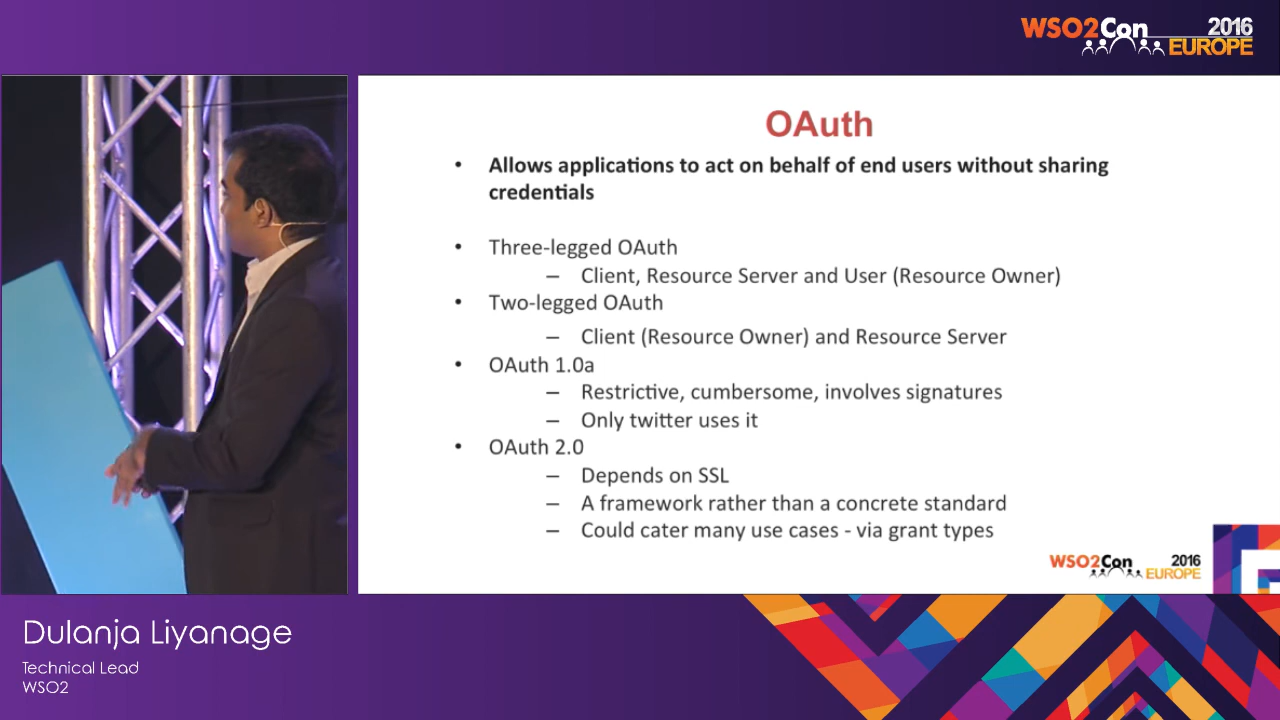 WSO2Con 2016
EUROPE
OAuth
• Allows applications to act on behalf of end users without sharing
credentials
• Three-legged OAuth
– Client, Resource Server and User (Resource Owner)
• Two-legged OAuth
– Client (Resource Owner) and Resource Server
• OAuth 1.0a
– Restrictive, cumbersome, involves signatures
– Only twitter uses it
• OAuth 2.0
– Depends on SSL
– A framework rather than a concrete standard
– Could cater many use cases - via grant types
WSO2Con 2016
EUROPE
Dulanja Liyanage
Technical Lead
WSO2